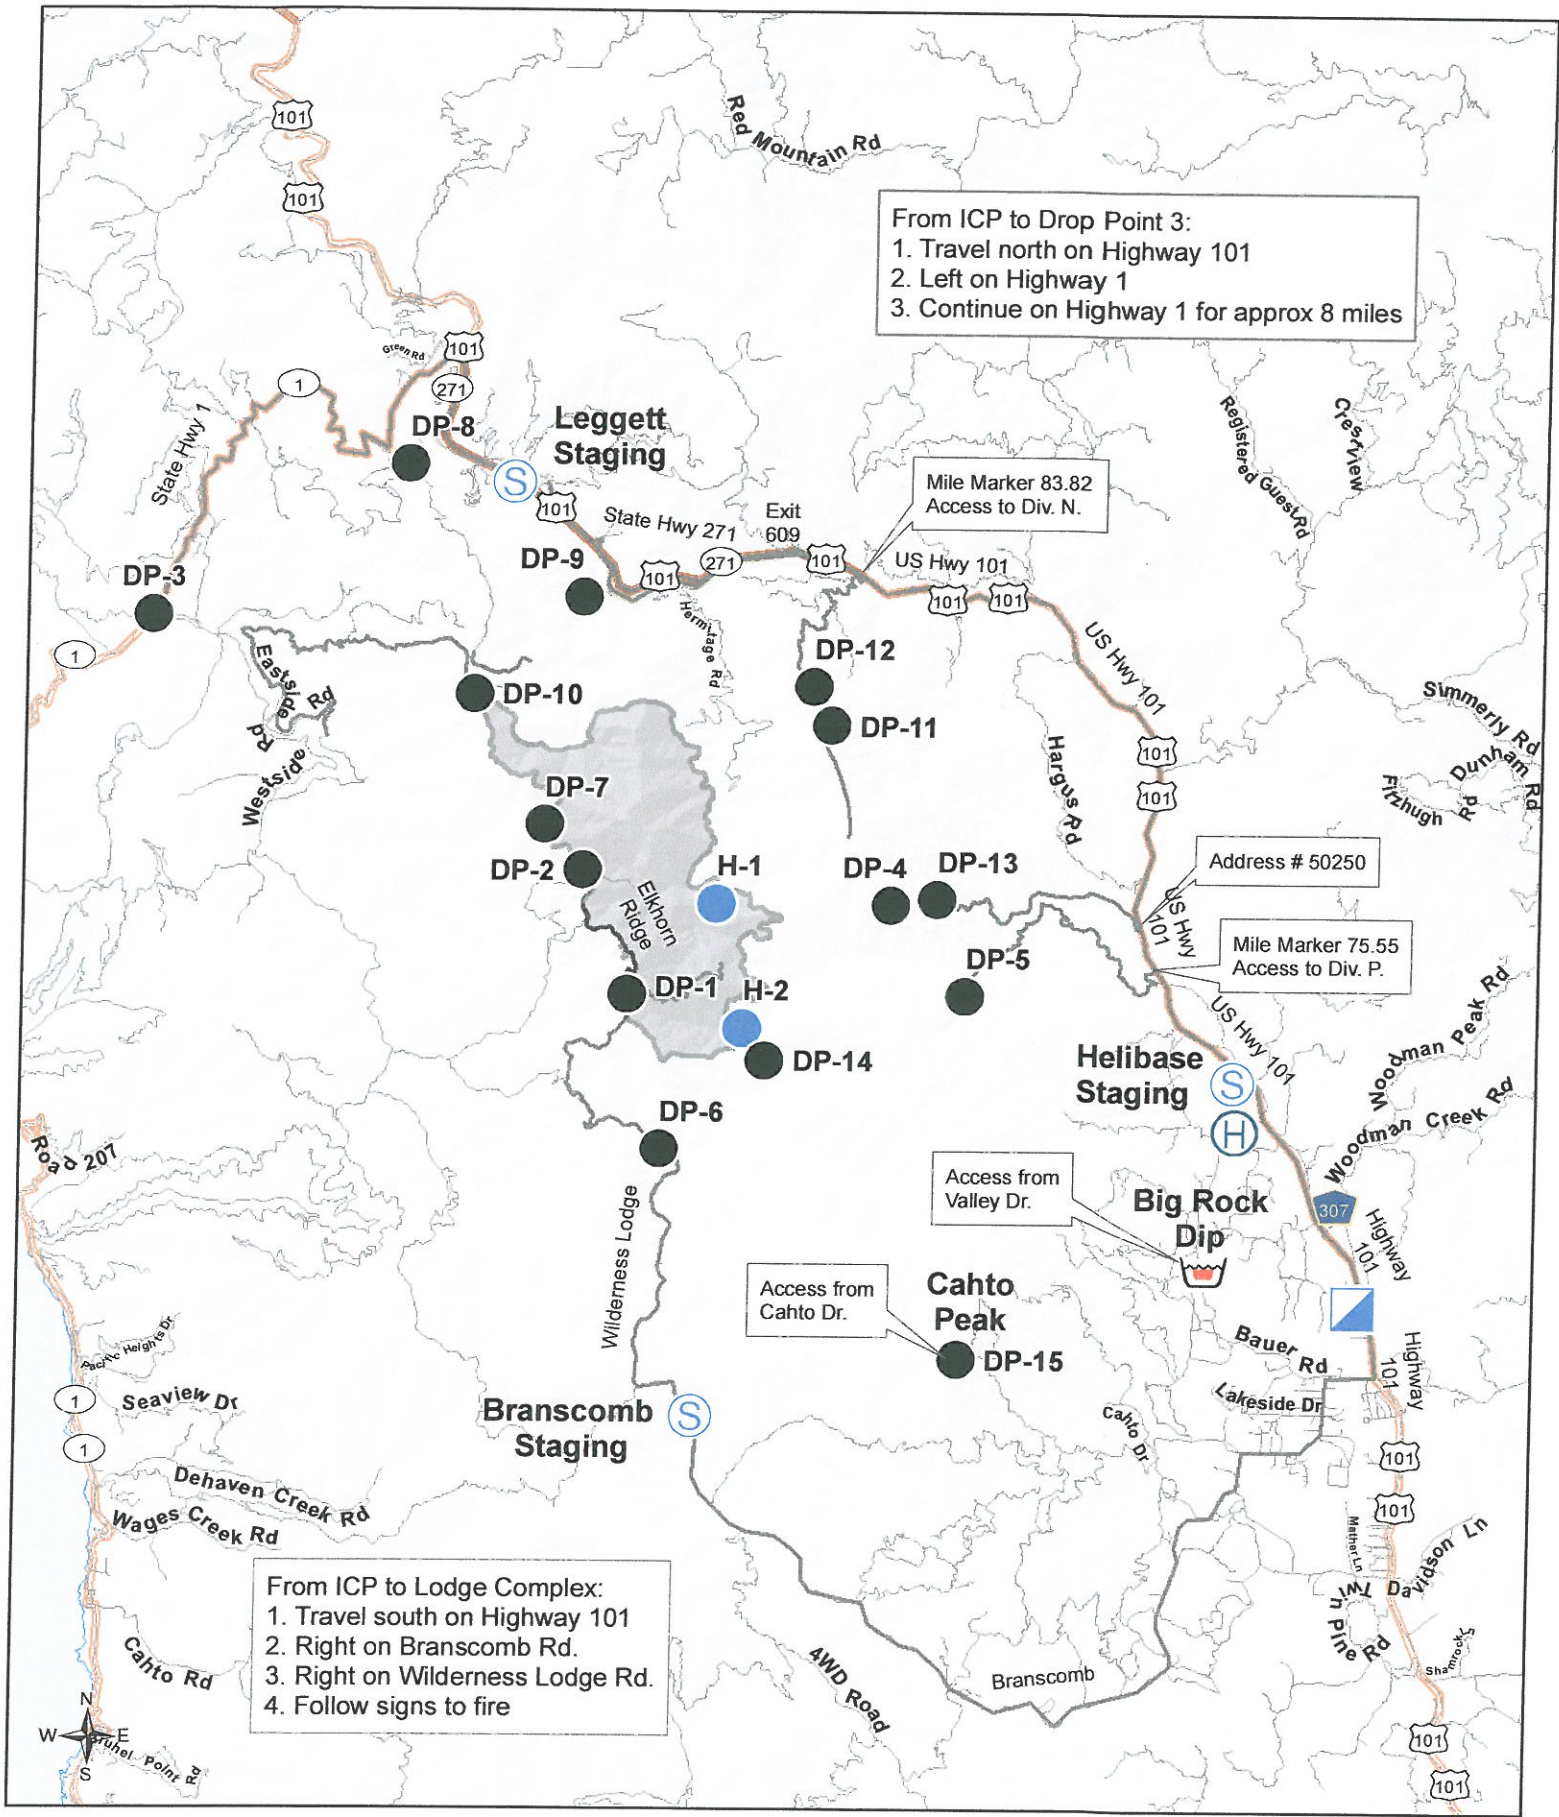 101
101
Red Mountain Rd
From ICP to Drop Point 3:
1. Travel north on Highway 101
2. Left on Highway 1
3. Continue on Highway 1 for approx 8 miles
Green Rd
101
271
1
State Hwy 1
DP-8
Leggett
Staging
S
101
Registered Guest Rd
Crestview
Mile Marker 83.82
Access to Div. N.
State Hwy 271
Exit
609
101
271
101
US Hwy 101
101
101
DP-9
DP-3
1
Hermitage Rd
US Hwy 101
Eastside Rd
Westside Rd
DP-10
DP-12
DP-11
Hargus Rd
101
101
Simmerly Rd
Dunham Rd
Fitzhugh Rd
DP-7
DP-2
H-1
Elkhorn
Ridge
DP-4
DP-13
Address # 50250
US Hwy
101
Mile Marker 75.55
Access to Div. P.
DP-5
DP-1
H-2
DP-14
US Hwy 101
Woodman Peak Rd
Helibase
Staging
S
H
Woodman Creek Rd
DP-6
Road 207
Access from
Valley Dr.
Big Rock
Dip
307
Highway
101
Wilderness Lodge
Access from
Cahto Dr.
Cahto
Peak
DP-15
Bauer Rd
Lakeside Dr
Highway
101
Pacific Heights Dr
Seaview Dr
1
1
Branscomb
Staging
S
Cahto Dr
101
101
Dehaven Creek Rd
Wages Creek Rd
Mather Ln
Davidson Ln
Twin Pine Rd
From ICP to Lodge Complex:
1. Travel south on Highway 101
2. Right on Branscomb Rd.
3. Right on Wilderness Lodge Rd.
4. Follow signs to fire
Cahto Rd
4WD Road
Branscomb
101
101
N
W
E
S
Bruhel Point Rd